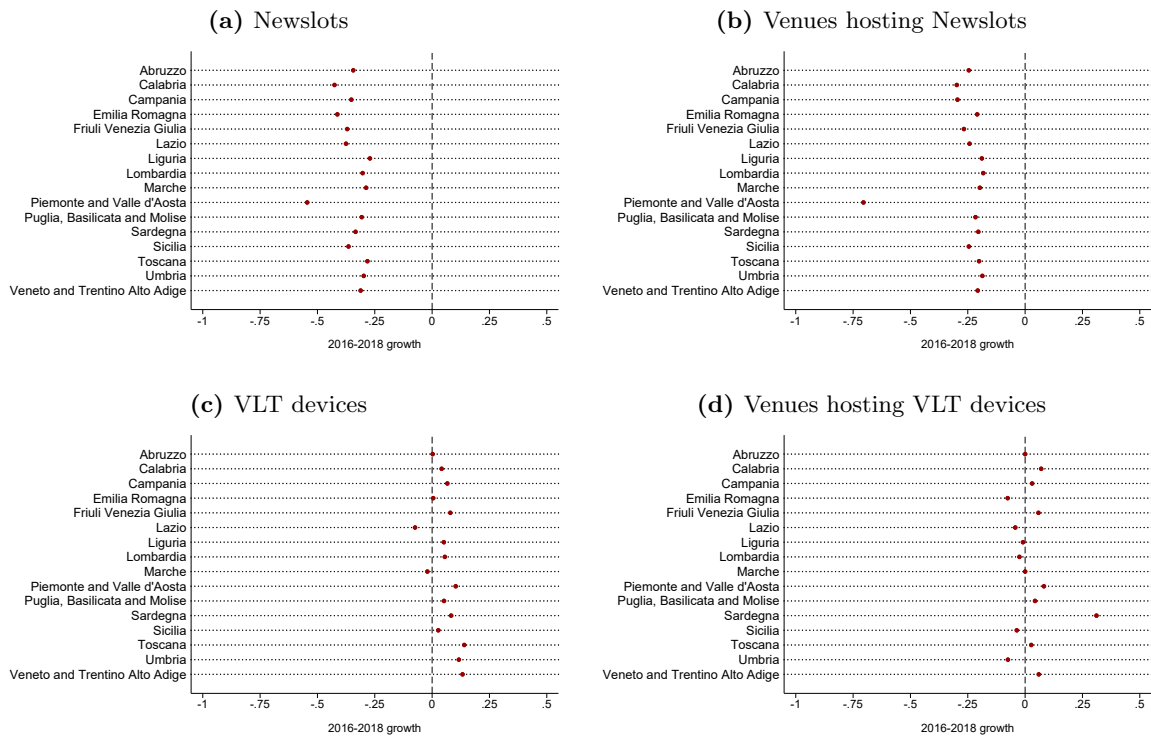 (a) Newslots
Abruzzo
Calabria
Campania
Emilia Romagna
Friuli Venezia Giulia
Lazio
Liguria
Lombardia
Marche
Piemonte and Valle d'Aosta
Puglia, Basilicata and Molise
Sardegna
Sicilia
Toscana
Umbria
Veneto and Trentino Alto Adige
-1 -.75 -.5 -.25 0 .25 .5
2016-2018 growth
(b) Venues hosting Newslots
Abruzzo
Calabria
Campania
Emilia Romagna
Friuli Venezia Giulia
Lazio
Liguria
Lombardia
Marche
Piemonte and Valle d'Aosta
Puglia, Basilicata and Molise
Sardegna
Sicilia
Toscana
Umbria
Veneto and Trentino Alto Adige
-1 -.75 -.5 -.25 0 .25 .5
2016-2018 growth
(c) VLT devices
Abruzzo
Calabria
Campania
Emilia Romagna
Friuli Venezia Giulia
Lazio
Liguria
Lombardia
Marche
Piemonte and Valle d'Aosta
Puglia, Basilicata and Molise
Sardegna
Sicilia
Toscana
Umbria
Veneto and Trentino Alto Adige
-1 -.75 -.5 -.25 0 .25 .5
2016-2018 growth
(d) Venues hosting VLT devices
Abruzzo
Calabria
Campania
Emilia Romagna
Friuli Venezia Giulia
Lazio
Liguria
Lombardia
Marche
Piemonte and Valle d'Aosta
Puglia, Basilicata and Molise
Sardegna
Sicilia
Toscana
Umbria
Veneto and Trentino Alto Adige
-1 -.75 -.5 -.25 0 .25 .5
2016-2018 growth